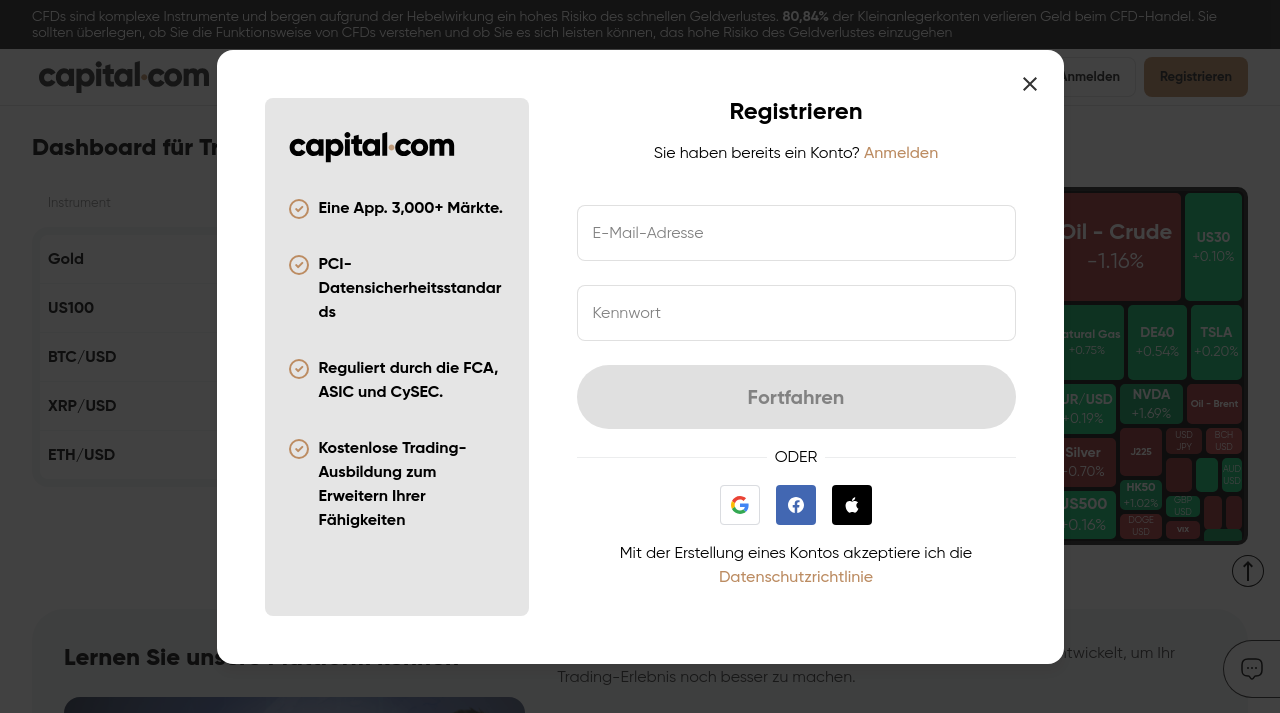 CFDs sind komplexe Instrumente und bergen aufgrund der Hebelwirkung ein hohes Risiko des schnellen Geldverlustes. 80,84% der Kleinanlegerkonten verlieren Geld beim CFD-Handel. Sie
sollten überlegen, ob Sie die Funktionsweise von CFDs verstehen und ob Sie es sich leisten können, das hohe Risiko des Geldverlustes einzugehen
capital.com
Anmelden
Registrieren
Dashboard für
Instrument
Gold
US100
BTC/USD
XRP/USD
ETH/USD
capital.com
Eine App. 3,000+ Märkte.
PCI-
Datensicherheitsstandar
ds
Reguliert durch die FCA,
ASIC und CySEC.
Kostenlose Trading-
Ausbildung zum
Erweitern Ihrer
Fähigkeiten
Registrieren
Sie haben bereits ein Konto? Anmelden
E-Mail-Adresse
Kennwort
Fortfahren
ODER
Mit der Erstellung eines Kontos akzeptiere ich die
Datenschutzrichtlinie
Oil - Crude
-1.16%
US30
+0.10%
Gas
+0.75%
DE40
+0.54%
TSLA
+0.20%
+0.19%
NVDA
+1.69%
Oil - Brent
Silver
-0.70%
J225
USD
JPY
BCH
USD
AUD
USD
HK50
+1.02%
GBP
USD
US500
+0.16%
DOGE
USD
VIX
Lernen Sie
Ihr
Trading-Erlebnis noch besser zu machen.